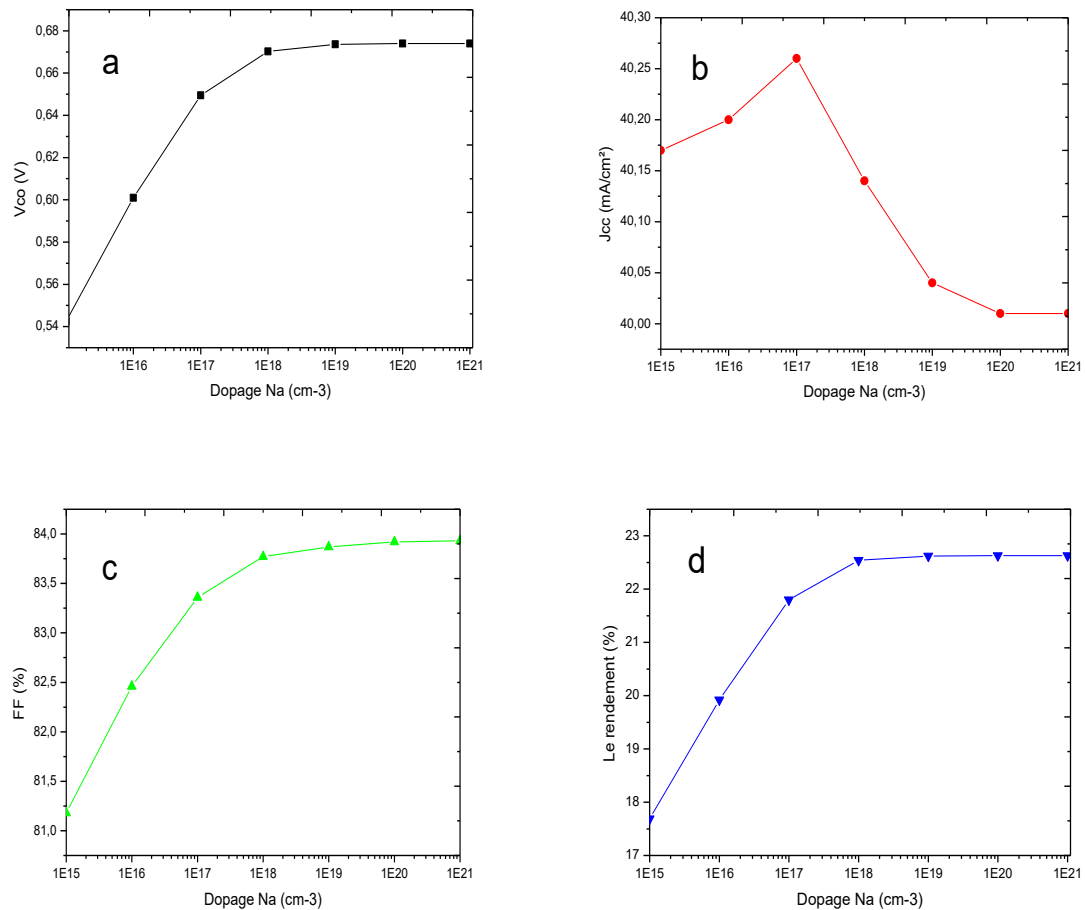 a
0,68
0,66
0,64
0,62
0,60
0,58
0,56
0,54
Vco (V)
1E16 1E17 1E18 1E19 1E20 1E21
Dopage Na (cm-3)
b
40,30
40,25
40,20
40,15
40,10
40,05
40,00
Jcc (mA/cm²)
1E15 1E16 1E17 1E18 1E19 1E20 1E21
Dopage Na (cm-3)
c
84,0
83,5
83,0
82,5
82,0
81,5
81,0
FF (%)
1E15 1E16 1E17 1E18 1E19 1E20 1E21
Dopage Na (cm-3)
d
23
22
21
20
19
18
17
Le rendement (%)
1E15 1E16 1E17 1E18 1E19 1E20 1E21
Dopage Na (cm-3)